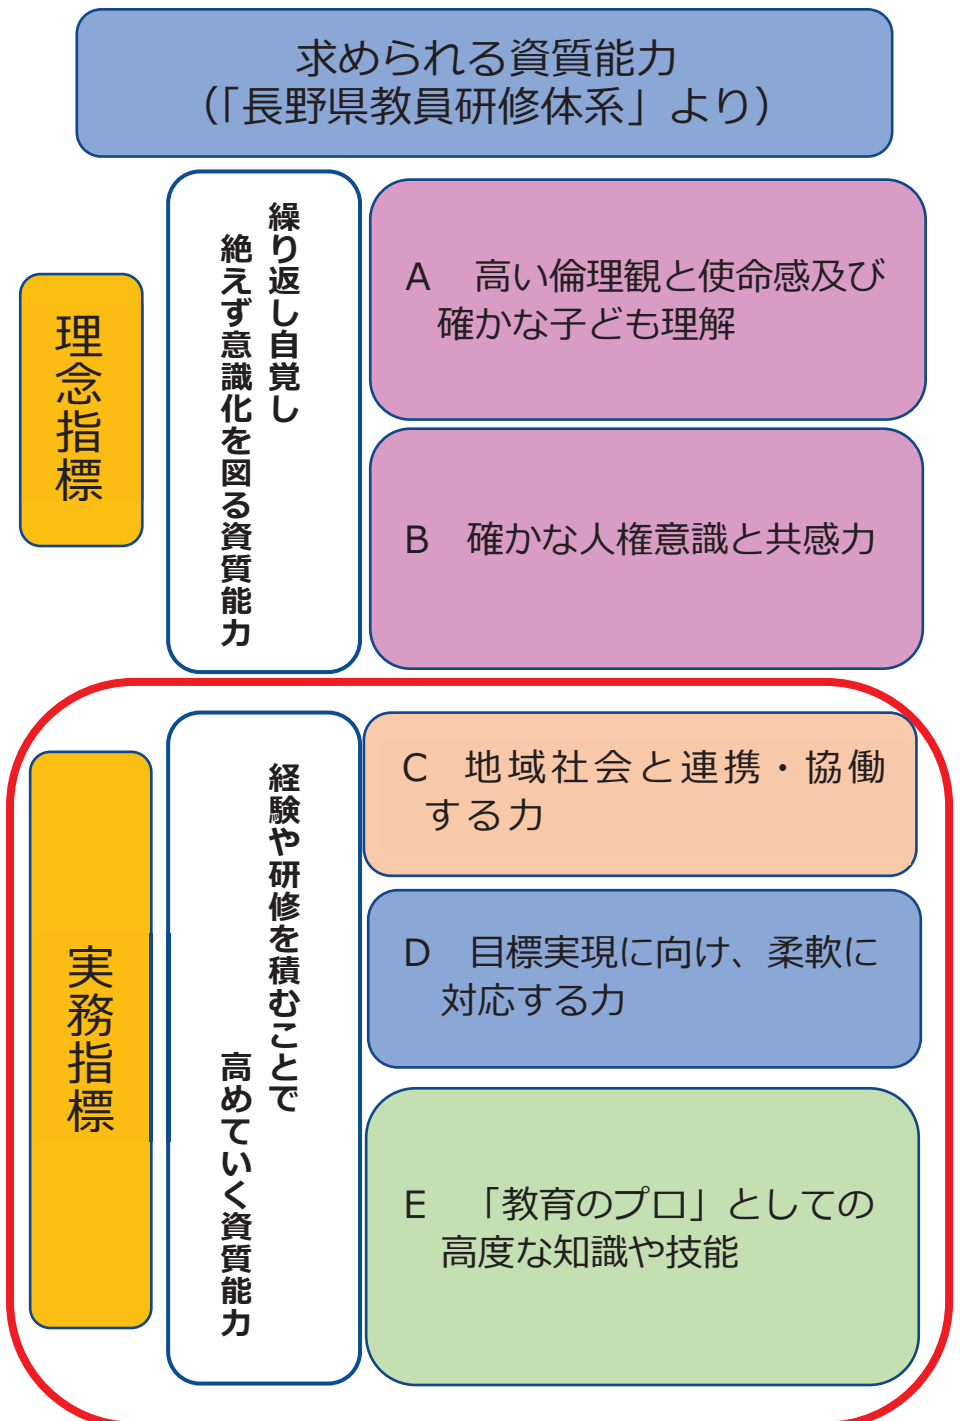 求められる資質能力
（「長野県教員研修体系」より）
理念指標
繰り返し自覚し
絶えず意識化を図る資質能力
A　高い倫理観と使命感及び
確かな子ども理解
B　確かな人権意識と共感力
実務指標
経験や研修を積むことで
高めていく資質能力
C　地域社会と連携・協働
する力
D　目標実現に向け、柔軟に
対応する力
E　「教育のプロ」としての
高度な知識や技能